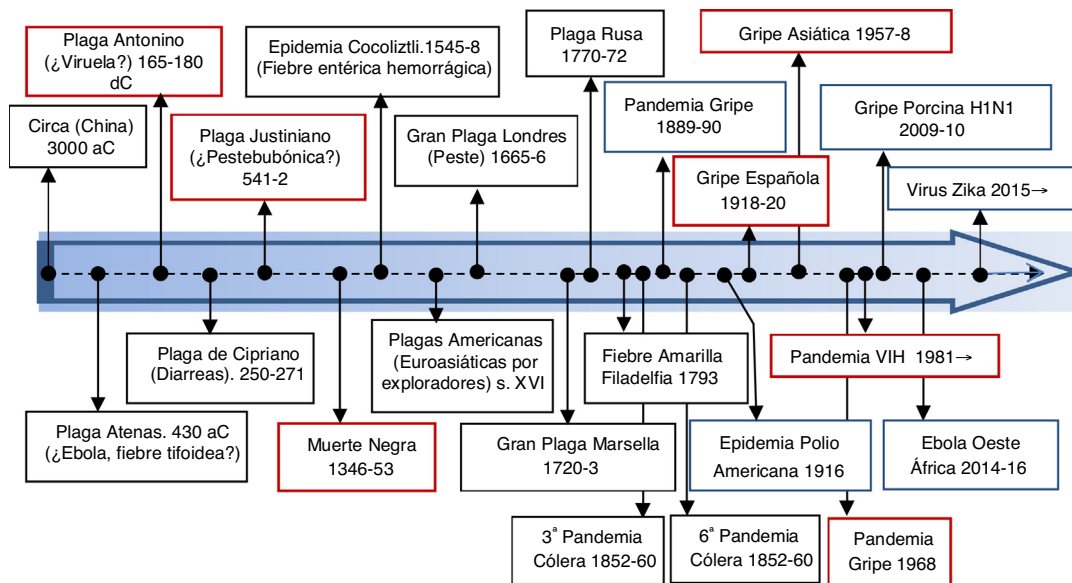 Plaga Antonino
(¿Viruela?) 165-180
dC
Epidemia Cocoliztli.1545-8
(Fiebre entérica hemorrágica)
Plaga Rusa
1770-72
Gripe Asiática 1957-8
Circa (China)
3000 aC
Plaga Justiniano
(¿Pestebubónica?)
541-2
Gran Plaga Londres
(Peste) 1665-6
Pandemia Gripe
1889-90
Gripe Española
1918-20
Gripe Porcina H1N1
2009-10
Virus Zika 2015→
Plaga Atenas. 430 aC
(¿Ebola, fiebre tifoidea?)
Plaga de Cipriano
(Diarreas). 250-271
Muerte Negra
1346-53
Plagas Americanas
(Euroasiáticas por
exploradores) s. XVI
Gran Plaga Marsella
1720-3
Fiebre Amarilla
Filadelfia 1793
3ª Pandemia
Cólera 1852-60
6ª Pandemia
Cólera 1852-60
Epidemia Polio
Americana 1916
Pandemia VIH 1981→
Pandemia
Gripe 1968
Ebola Oeste
África 2014-16